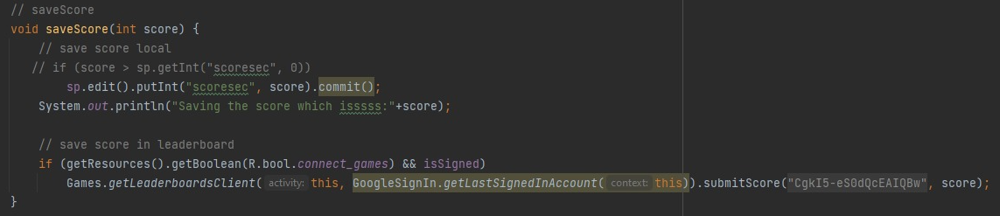 // saveScore
void saveScore(int score) {
// save score local
// if (score > sp.getInt("scoresec", 0))
sp.edit().putInt("scoresec", score).commit();
System.out.println("Saving the score which isssss:"+score);
// save score in leaderboard
if (getResources().getBoolean(R.bool.connect_games) && isSigned)
Games.getLeaderboardsClient( activity: this, GoogleSignIn.getLastSignedInAccount( context: this)).submitScore("CgkI5-eS0dQcEAIQBw", score);
}